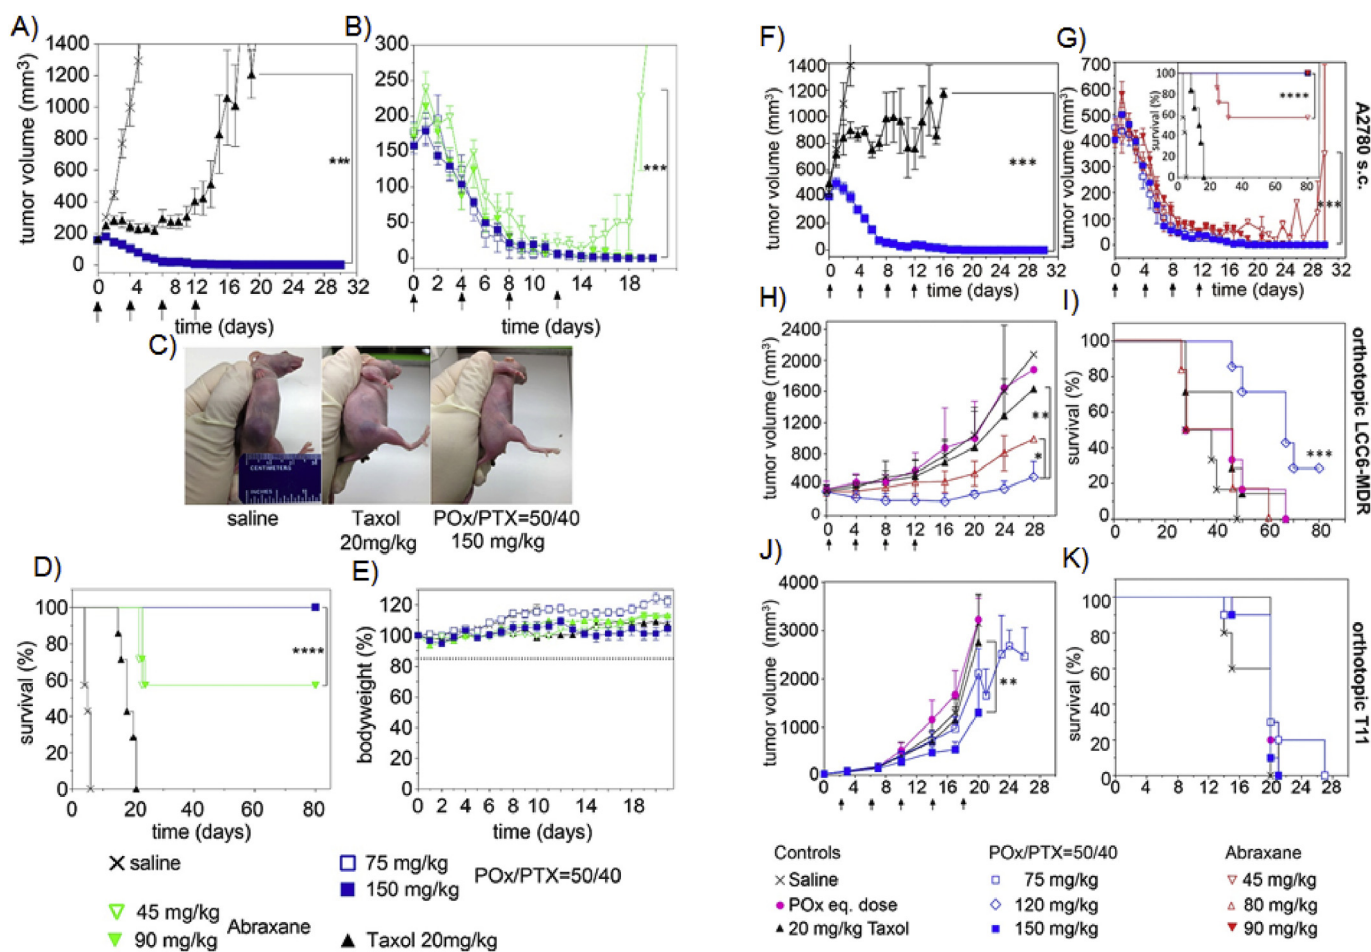 A)
1400
1200
1000
800
600
400
200
0
tumor volume (mm³)
***
0 4 8 12 16 20 24 28 32
time (days)
B)
300
250
200
150
100
50
0
tumor volume (mm³)
***
0 2 4 6 8 10 12 14 16 18
time (days)
C)
CENTIMETERS
INCHES
saline
Taxol
20mg/kg
POx/PTX=50/40
150 mg/kg
D)
100
80
60
40
20
0
survival (%)
****
0 20 40 60 80
time (days)
E)
120
100
80
60
40
20
0
bodyweight (%)
0 2 4 6 8 10 14 18
time (days)
saline
45 mg/kg
90 mg/kg
Abraxane
75 mg/kg
150 mg/kg
POx/PTX=50/40
Taxol 20mg/kg
F)
1400
1200
1000
800
600
400
200
0
tumor volume (mm³)
***
0 4 8 12 16 20 24 28 32
time (days)
G)
700
600
500
400
300
200
100
0
tumor volume (mm³)
100
80
60
40
20
0
survival (%)
****
0 20 40 60 80
***
0 4 8 12 16 20 24 28 32
time (days)
A2780 s.c.
H)
2400
2000
1600
1200
800
400
0
tumor volume (mm³)
**
*
0 4 8 12 16 20 24 28
I)
100
80
60
40
20
0
survival (%)
***
0 20 40 60 80
orthotopic LCC6-MDR
J)
4000
3000
2000
1000
0
tumor volume (mm³)
**
0 4 8 12 16 20 24 28
K)
100
80
60
40
20
0
survival (%)
0 4 8 12 16 20 24 28
orthotopic T11
Controls
Saline
POx eq. dose
20 mg/kg Taxol
POx/PTX=50/40
75 mg/kg
120 mg/kg
150 mg/kg
Abraxane
45 mg/kg
80 mg/kg
90 mg/kg